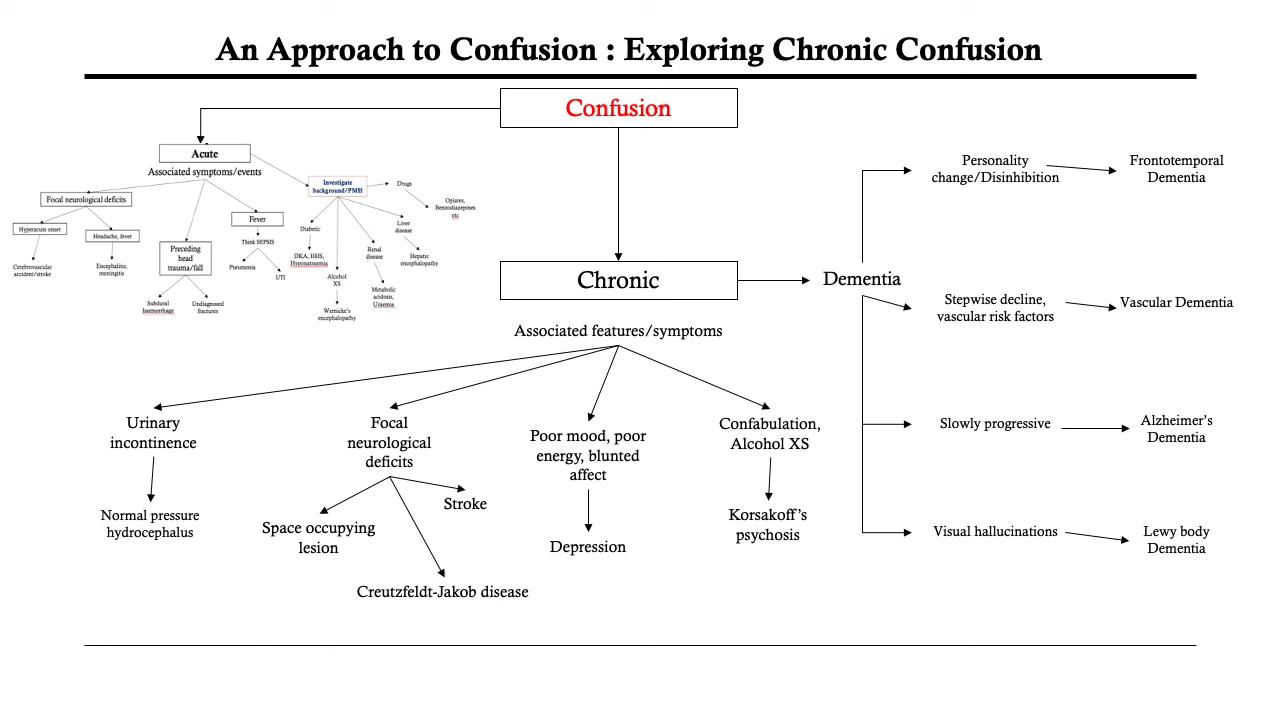 An Approach to Confusion : Exploring Chronic Confusion
Confusion
Acute
Associated symptoms/events
Focal neurological deficits
Hyperacute onset
Cerebrovascular
accident/stroke
Headache, fever
Encephalitis,
meningitis
Preceding
head
trauma/fall
Subdural
haemorrhage
Undiagnosed
fractures
Fever
Think SEPSIS
Pneumonia
UTI
Investigate
background/PMH
Drugs
Opiates,
Benzodiazepines
etc
Diabetic
DKA, HHS,
Hyponatraemia
Alcohol
XS
Wernicke's
encephalopathy
Renal
disease
Metabolic
acidosis,
Uraemia
Liver
disease
Hepatic
encephalopathy
Chronic
Associated features/symptoms
Urinary
incontinence
Normal pressure
hydrocephalus
Focal
neurological
deficits
Space occupying
lesion
Creutzfeldt-Jakob disease
Stroke
Poor mood, poor
energy, blunted
affect
Depression
Confabulation,
Alcohol XS
Korsakoff's
psychosis
Dementia
Personality
change/Disinhibition
Frontotemporal
Dementia
Stepwise decline,
vascular risk factors
Vascular Dementia
Slowly progressive
Alzheimer's
Dementia
Visual hallucinations
Lewy body
Dementia